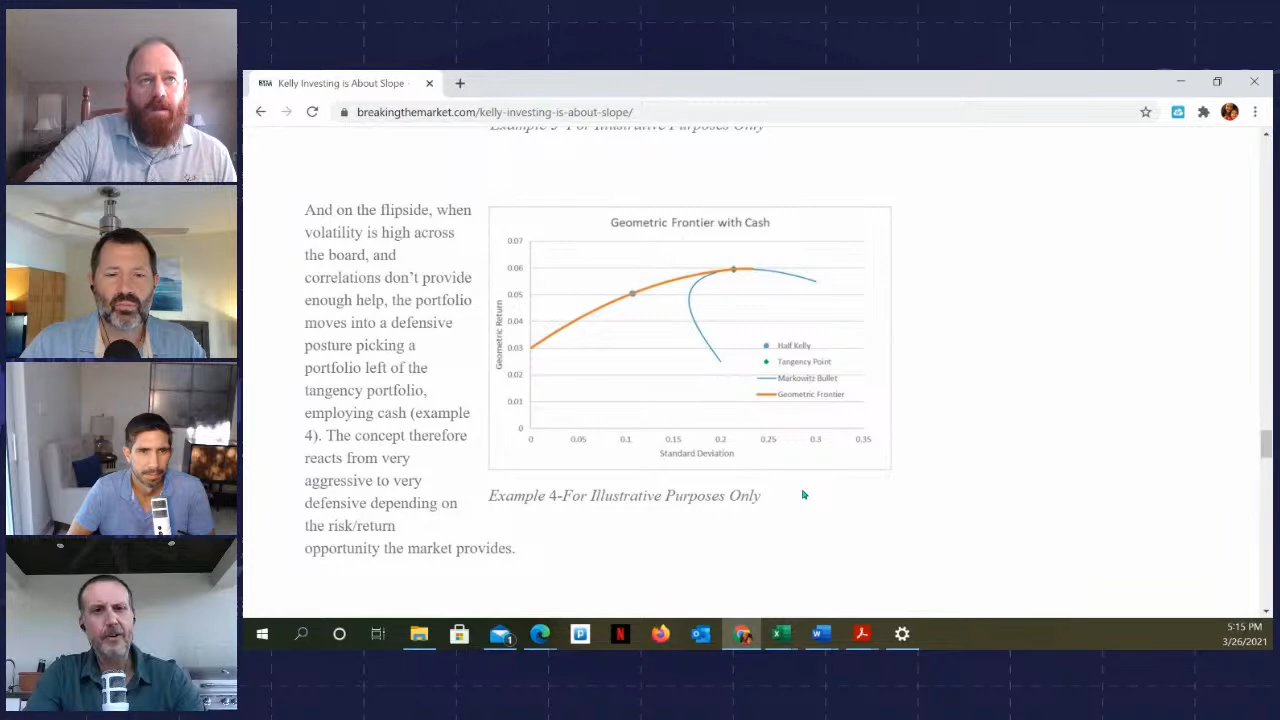 Kelly Investing is About Slope -
breakingthemarket.com/kelly-investing-is-about-slope/
Example 3-For Illustrative Purposes Only
And on the flipside, when
volatility is high across
the board, and
correlations don’t provide
enough help, the portfolio
moves into a defensive
posture picking a
portfolio left of the
tangency portfolio,
employing cash (example
4). The concept therefore
reacts from very
aggressive to very
defensive depending on
the risk/return
opportunity the market provides.
Geometric Frontier with Cash
Geometric Return
0.07
0.06
0.05
0.04
0.03
0.02
0.01
0
0 0.05 0.1 0.15 0.2 0.25 0.3 0.35
Standard Deviation
Half Kelly
Tangency Point
Markowitz Bullet
Geometric Frontier
Example 4-For Illustrative Purposes Only
5:15 PM
3/26/2021